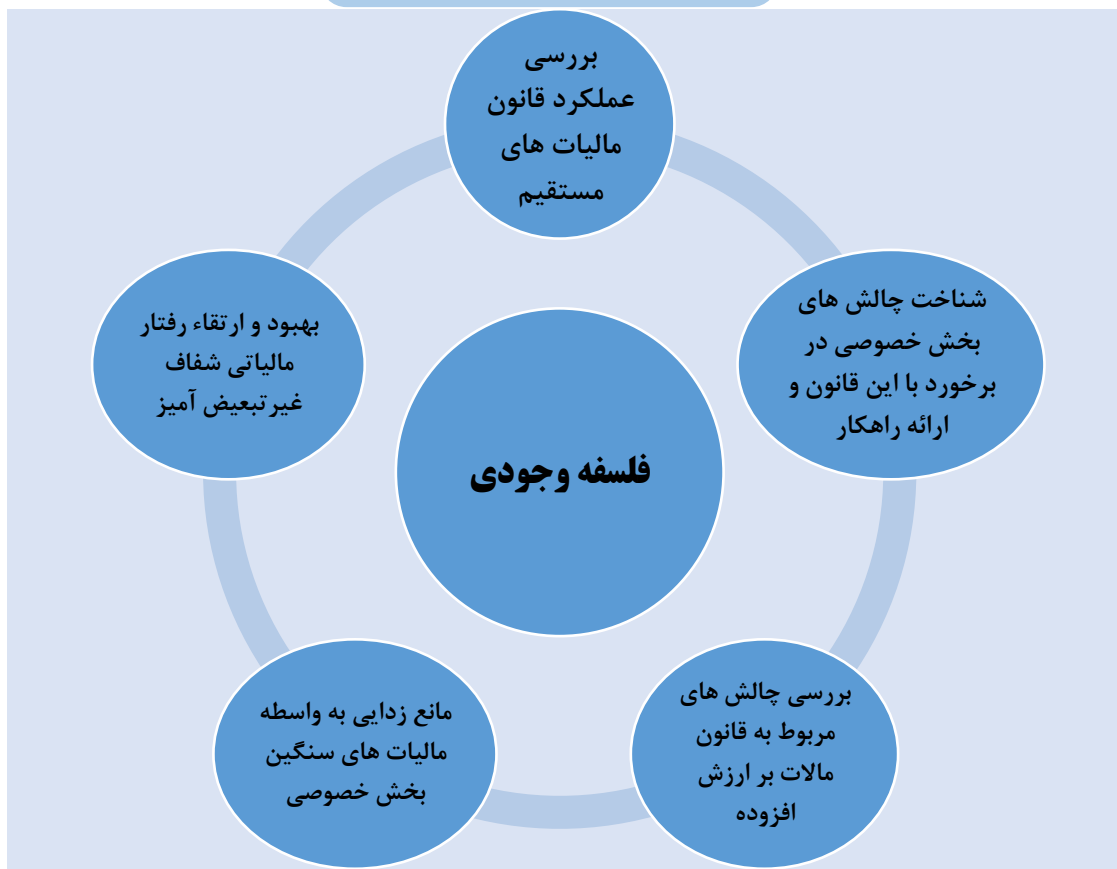 بررسی
عملکرد قانون
مالیات های
مستقیم
شناخت چالش های
بخش خصوصی در
برخورد با این قانون و
ارائه راهکار
بررسی چالش های
مربوط به قانون
مالات بر ارزش
افزوده
مانع زدایی به واسطه
مالیات های سنگین
بخش خصوصی
بهبود و ارتقاء رفتار
مالیاتی شفاف
غیرتبعیض آمیز
فلسفه وجودی